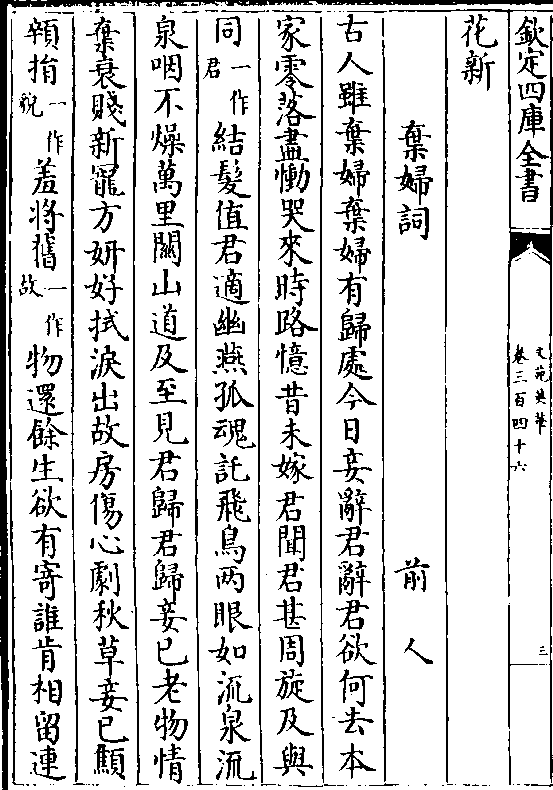 欽定四庫全書
文苑英華
卷三百四十六
三
花新
棄婦詞 前人
古人雖棄婦棄婦有歸處今日妾辭君辭君欲何去本
家零落盡慟哭來時路憶昔未嫁君聞君甚周旋及與
同一作君結髮值君適幽燕孤魂託飛鳥兩眼如流泉流
泉咽不燥萬里關山道及至見君歸君歸妾已老物情
棄衰賤新寵方妍好拭淚出故房傷心劇秋草妾已顦
顇捐一作貌羞將舊一作故物還餘生欲有寄誰肯相留連